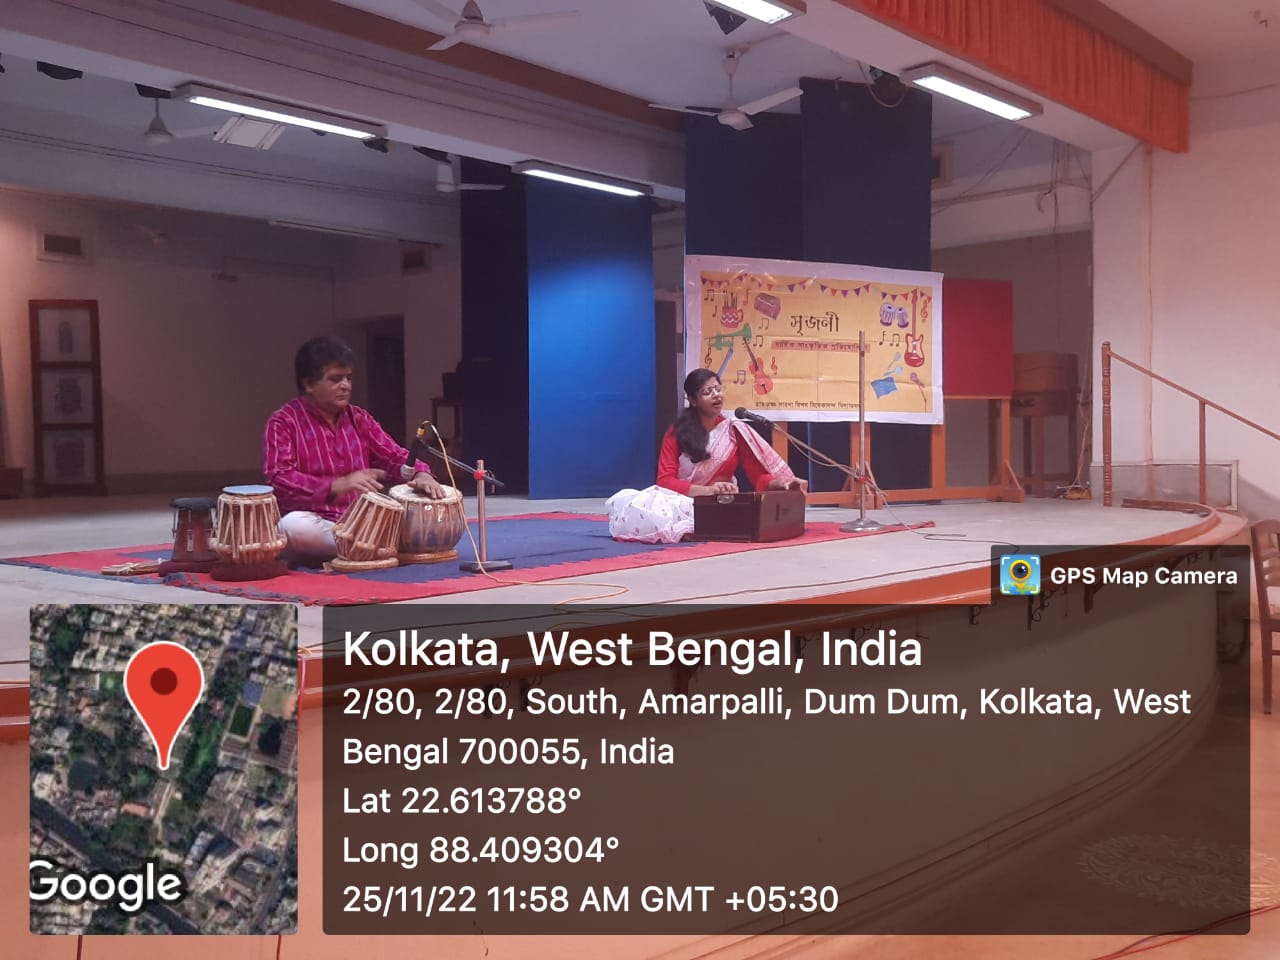 সৃজনী
বার্ষিক সাংস্কৃতিক
বিবেকানন্দ
GPS Map Camera
Kolkata, West Bengal, India
2/80, 2/80, South, Amarpalli, Dum Dum, Kolkata, West
Bengal 700055, India
Lat 22.613788°
Long 88.409304°
25/11/22 11:58 AM GMT +05:30
Google